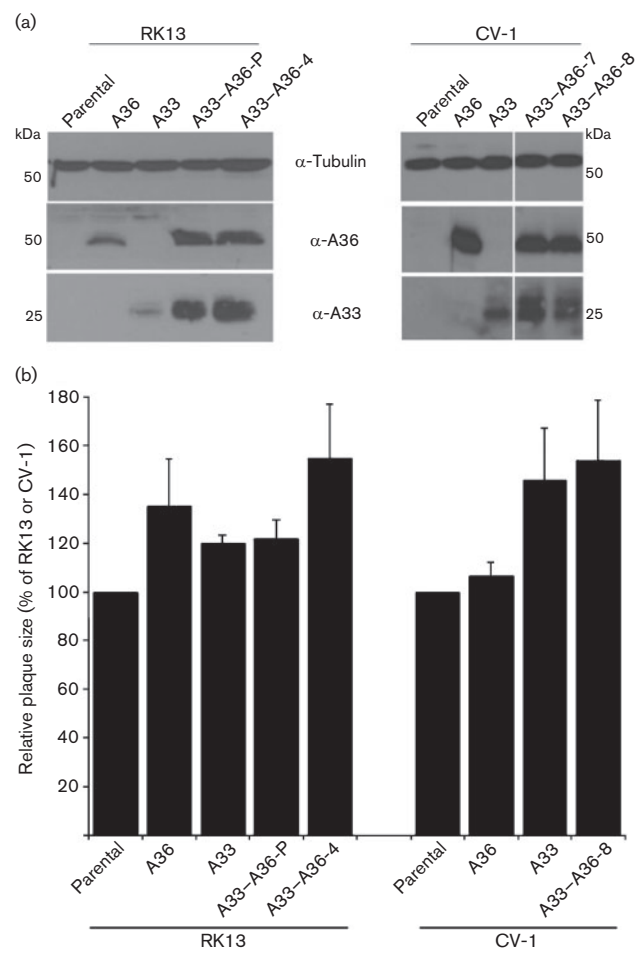 (a)
RK13
CV-1
Parental
A36
A33
A33–A36-P
A33–A36-4
Parental
A36
A33
A33–A36-7
A33–A36-8
kDa
kDa
50
α-Tubulin
50
50
α-A36
50
25
α-A33
25
(b)
Relative plaque size (% of RK13 or CV-1)
180
160
140
120
100
80
60
40
20
Parental
A36
A33
A33–A36-P
A33–A36-4
Parental
A36
A33
A33–A36-8
RK13
CV-1